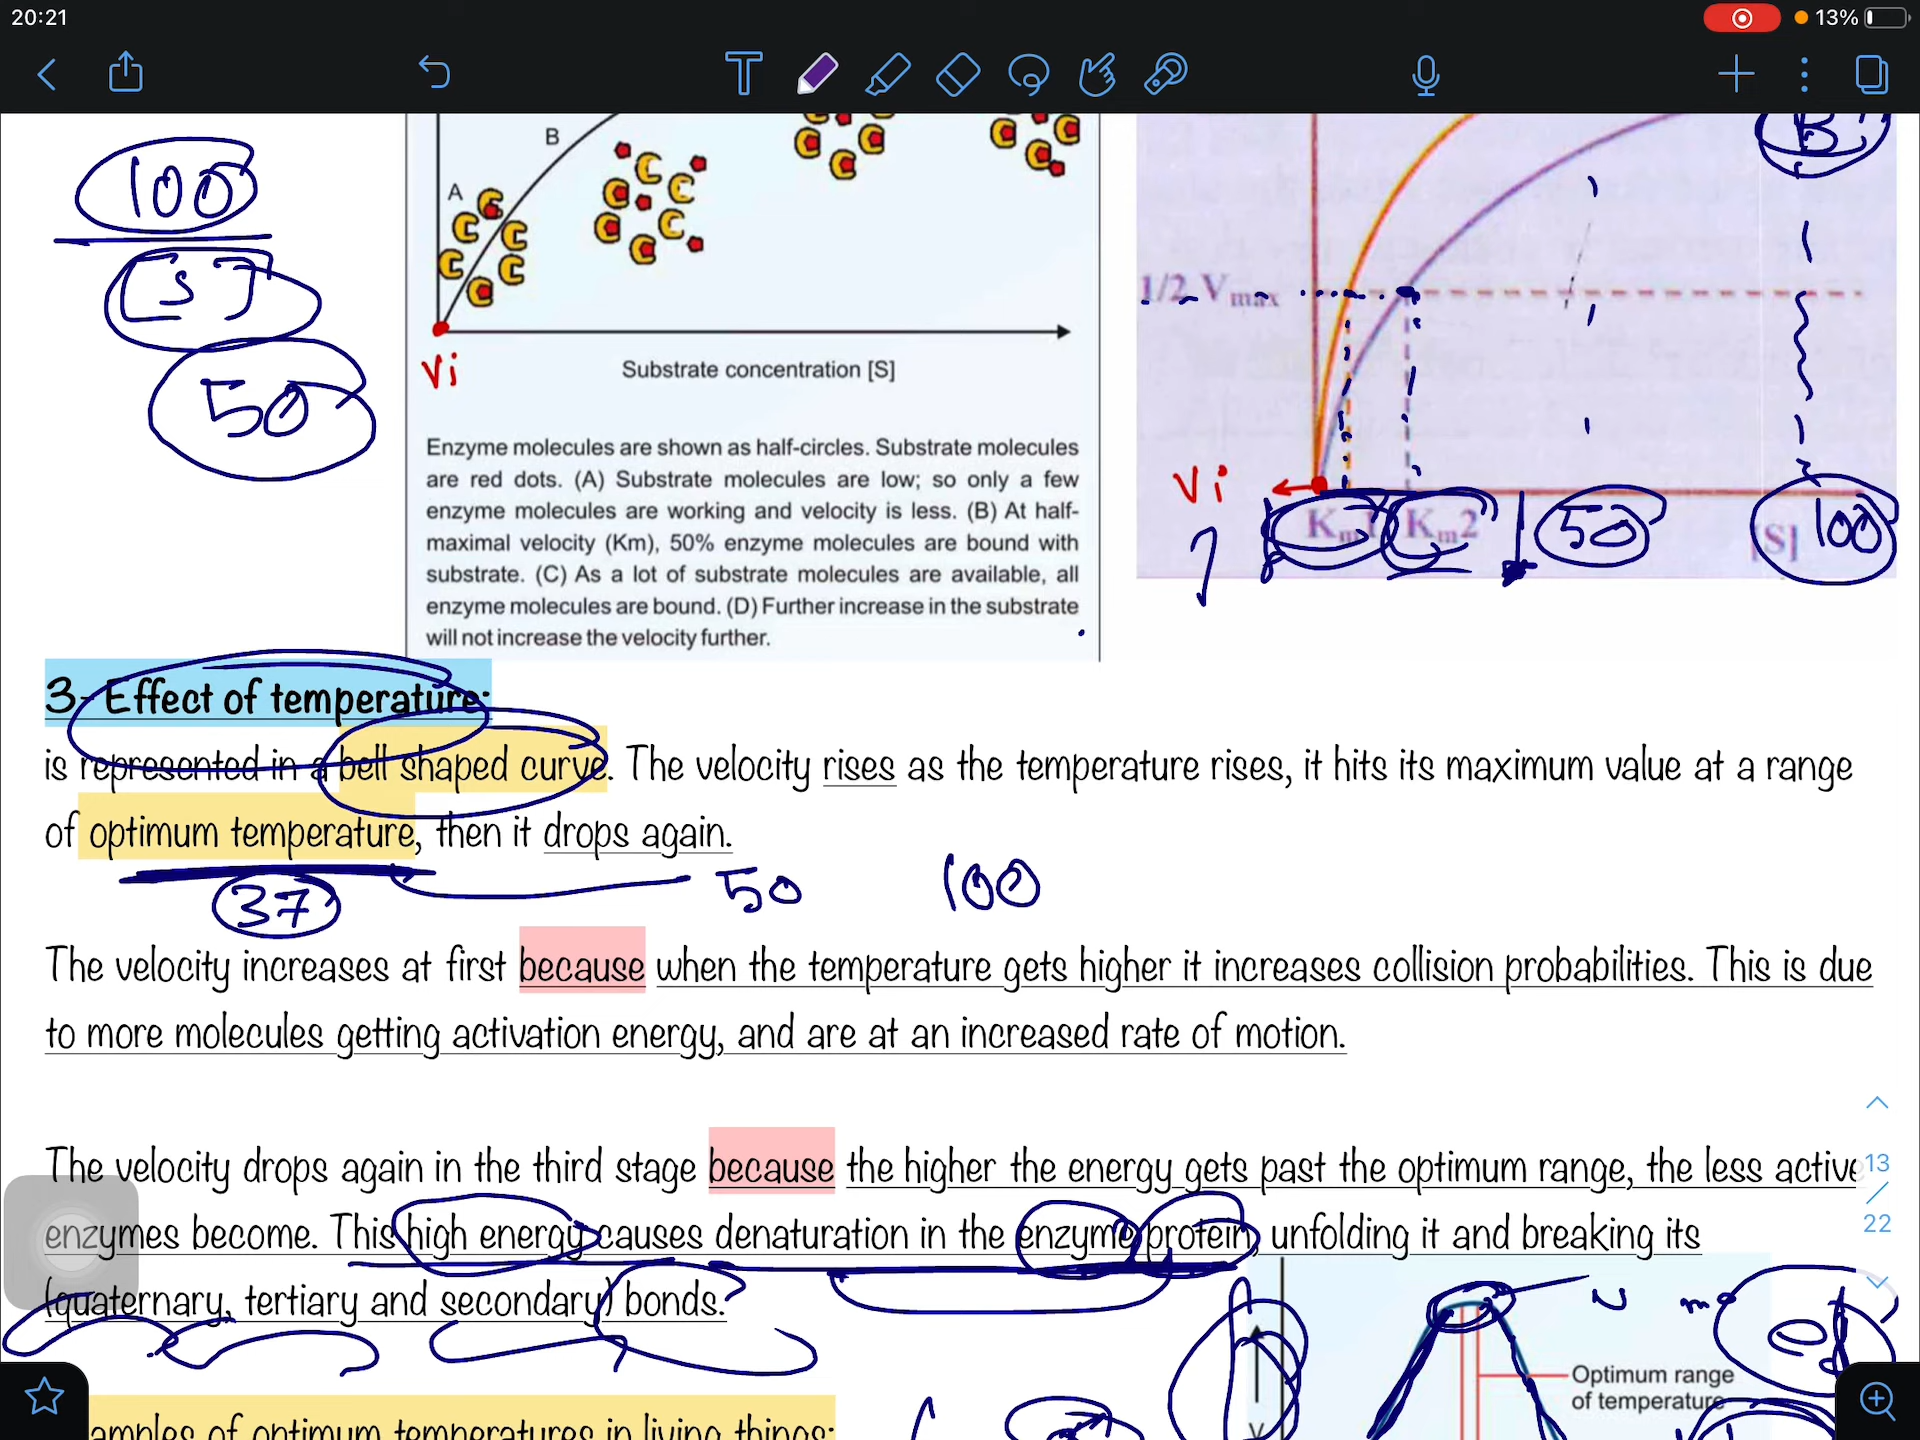 20:21
13%
T
100
[S]
50
B
A
Vi
Substrate concentration [S]
Enzyme molecules are shown as half-circles. Substrate molecules
are red dots. (A) Substrate molecules are low; so only a few
enzyme molecules are working and velocity is less. (B) At half-
maximal velocity (Km), 50% enzyme molecules are bound with
substrate. (C) As a lot of substrate molecules are available, all
enzyme molecules are bound. (D) Further increase in the substrate
will not increase the velocity further.
B
1/2 Vmax
Vi
Km1 Km2 50 [S] 100
3- Effect of temperature:
is represented in a bell shaped curve. The velocity rises as the temperature rises, it hits its maximum value at a range
of optimum temperature, then it drops again.
37 50 100
The velocity increases at first because when the temperature gets higher it increases collision probabilities. This is due
to more molecules getting activation energy, and are at an increased rate of motion.
The velocity drops again in the third stage because the higher the energy gets past the optimum range, the less active
enzymes become. This high energy causes denaturation in the enzyme protein, unfolding it and breaking its
(quaternary, tertiary and secondary) bonds.
13
/
22
Optimum range
of temperature
amples of optimum temperatures in living things: